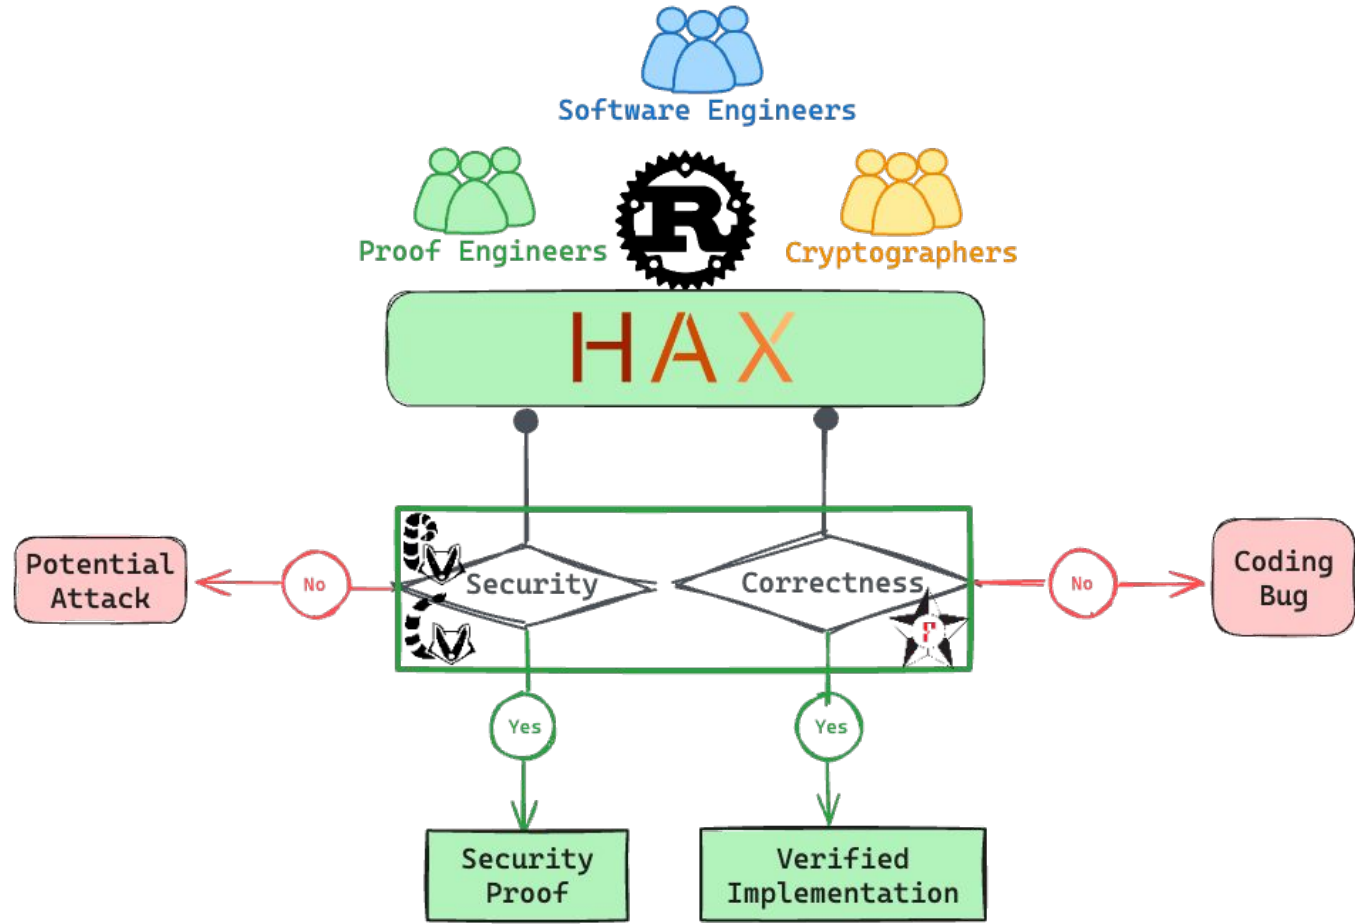 Software Engineers
Proof Engineers
R
Cryptographers
HAX
Potential
Attack
No
Security
Correctness
F
No
Coding
Bug
Yes
Yes
Security
Proof
Verified
Implementation